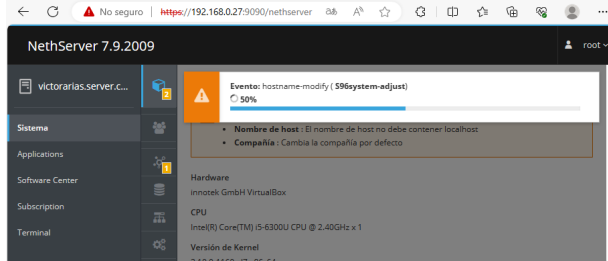 No seguro
https://192.168.0.27:9090/nethserver
NethServer 7.9.2009
root
victorarias.server.c...
2
Evento: hostname-modify ( S96system-adjust)
50%
Sistema
Nombre de host : El nombre de host no debe contener localhost
Compañía : Cambia la compañía por defecto
Applications
1
Software Center
Hardware
innotek GmbH VirtualBox
Subscription
CPU
Intel(R) Core(TM) i5-6300U CPU @ 2.40GHz x 1
Terminal
Versión de Kernel